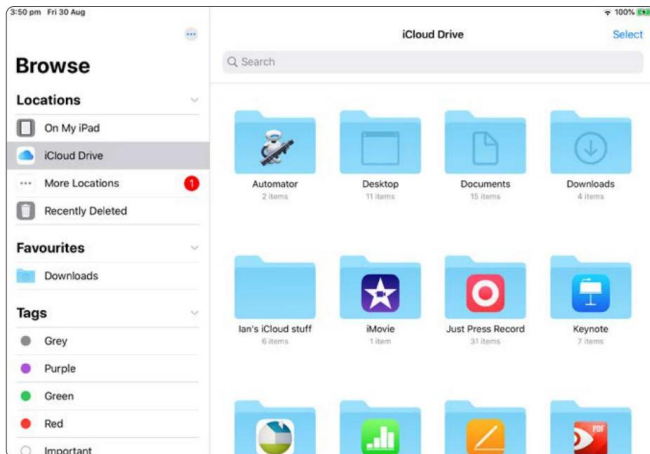 3:50 pm Fri 30 Aug
100%
Browse
Locations
On My iPad
iCloud Drive
More Locations
1
Recently Deleted
Favourites
Downloads
Tags
Grey
Purple
Green
Red
Important
iCloud Drive
Select
Search
Automator
2 items
Desktop
11 items
Documents
15 items
Downloads
4 items
Ian's iCloud stuff
6 items
iMovie
1 item
Just Press Record
31 items
Keynote
7 items
PDF